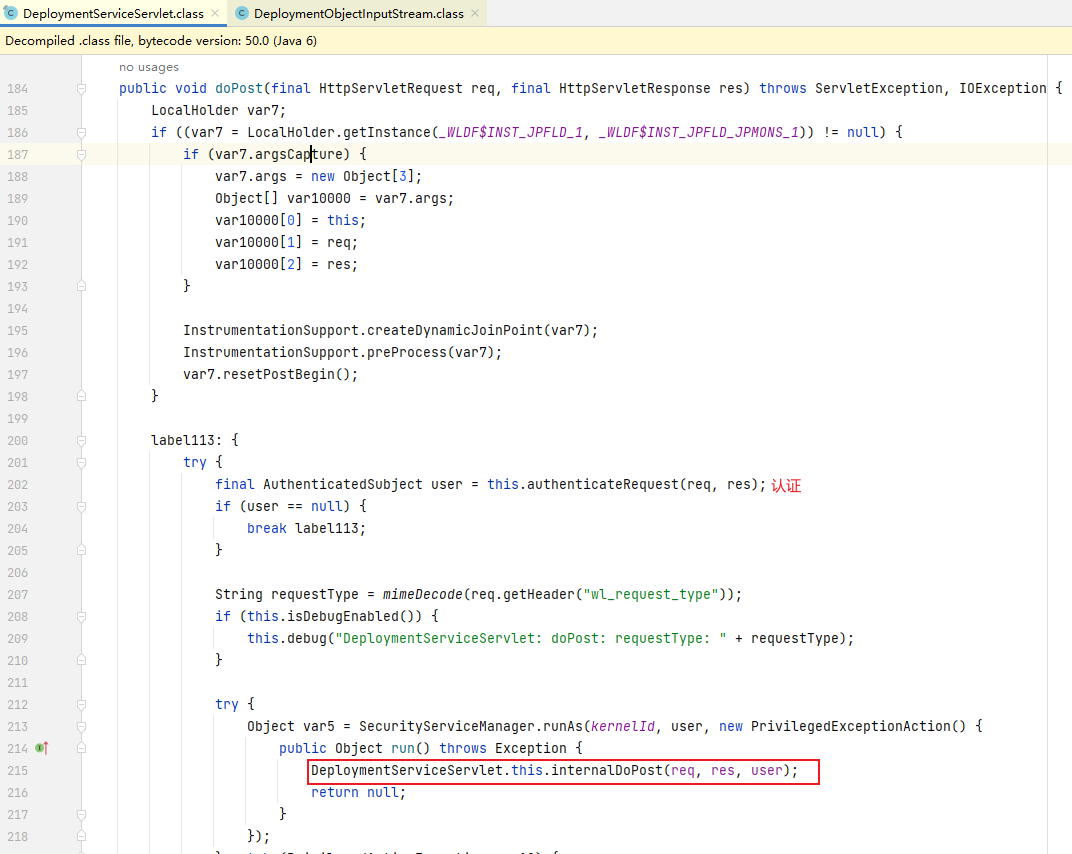 DeploymentServiceServlet.class × DeploymentObjectInputStream.class ×
Decompiled .class file, bytecode version: 50.0 (Java 6)
no usages
184 public void doPost(final HttpServletRequest req, final HttpServletResponse res) throws ServletException, IOException {
185 LocalHolder var7;
186 if ((var7 = LocalHolder.getInstance(_WLDF$INST_JPFLD_1, _WLDF$INST_JPFLD_JPMONS_1)) != null) {
187 if (var7.argsCapture) {
188 var7.args = new Object[3];
189 Object[] var10000 = var7.args;
190 var10000[0] = this;
191 var10000[1] = req;
192 var10000[2] = res;
193 }
194
195 InstrumentationSupport.createDynamicJoinPoint(var7);
196 InstrumentationSupport.preProcess(var7);
197 var7.resetPostBegin();
198 }
199
200 label113: {
201 try {
202 final AuthenticatedSubject user = this.authenticateRequest(req, res); 认证
203 if (user == null) {
204 break label113;
205 }
206
207 String requestType = mimeDecode(req.getHeader("wl_request_type"));
208 if (this.isDebugEnabled()) {
209 this.debug("DeploymentServiceServlet: doPost: requestType: " + requestType);
210 }
211
212 try {
213 Object var5 = SecurityServiceManager.runAs(kernelId, user, new PrivilegedExceptionAction() {
214 public Object run() throws Exception {
215 DeploymentServiceServlet.this.internalDoPost(req, res, user);
216 return null;
217 }
218 });